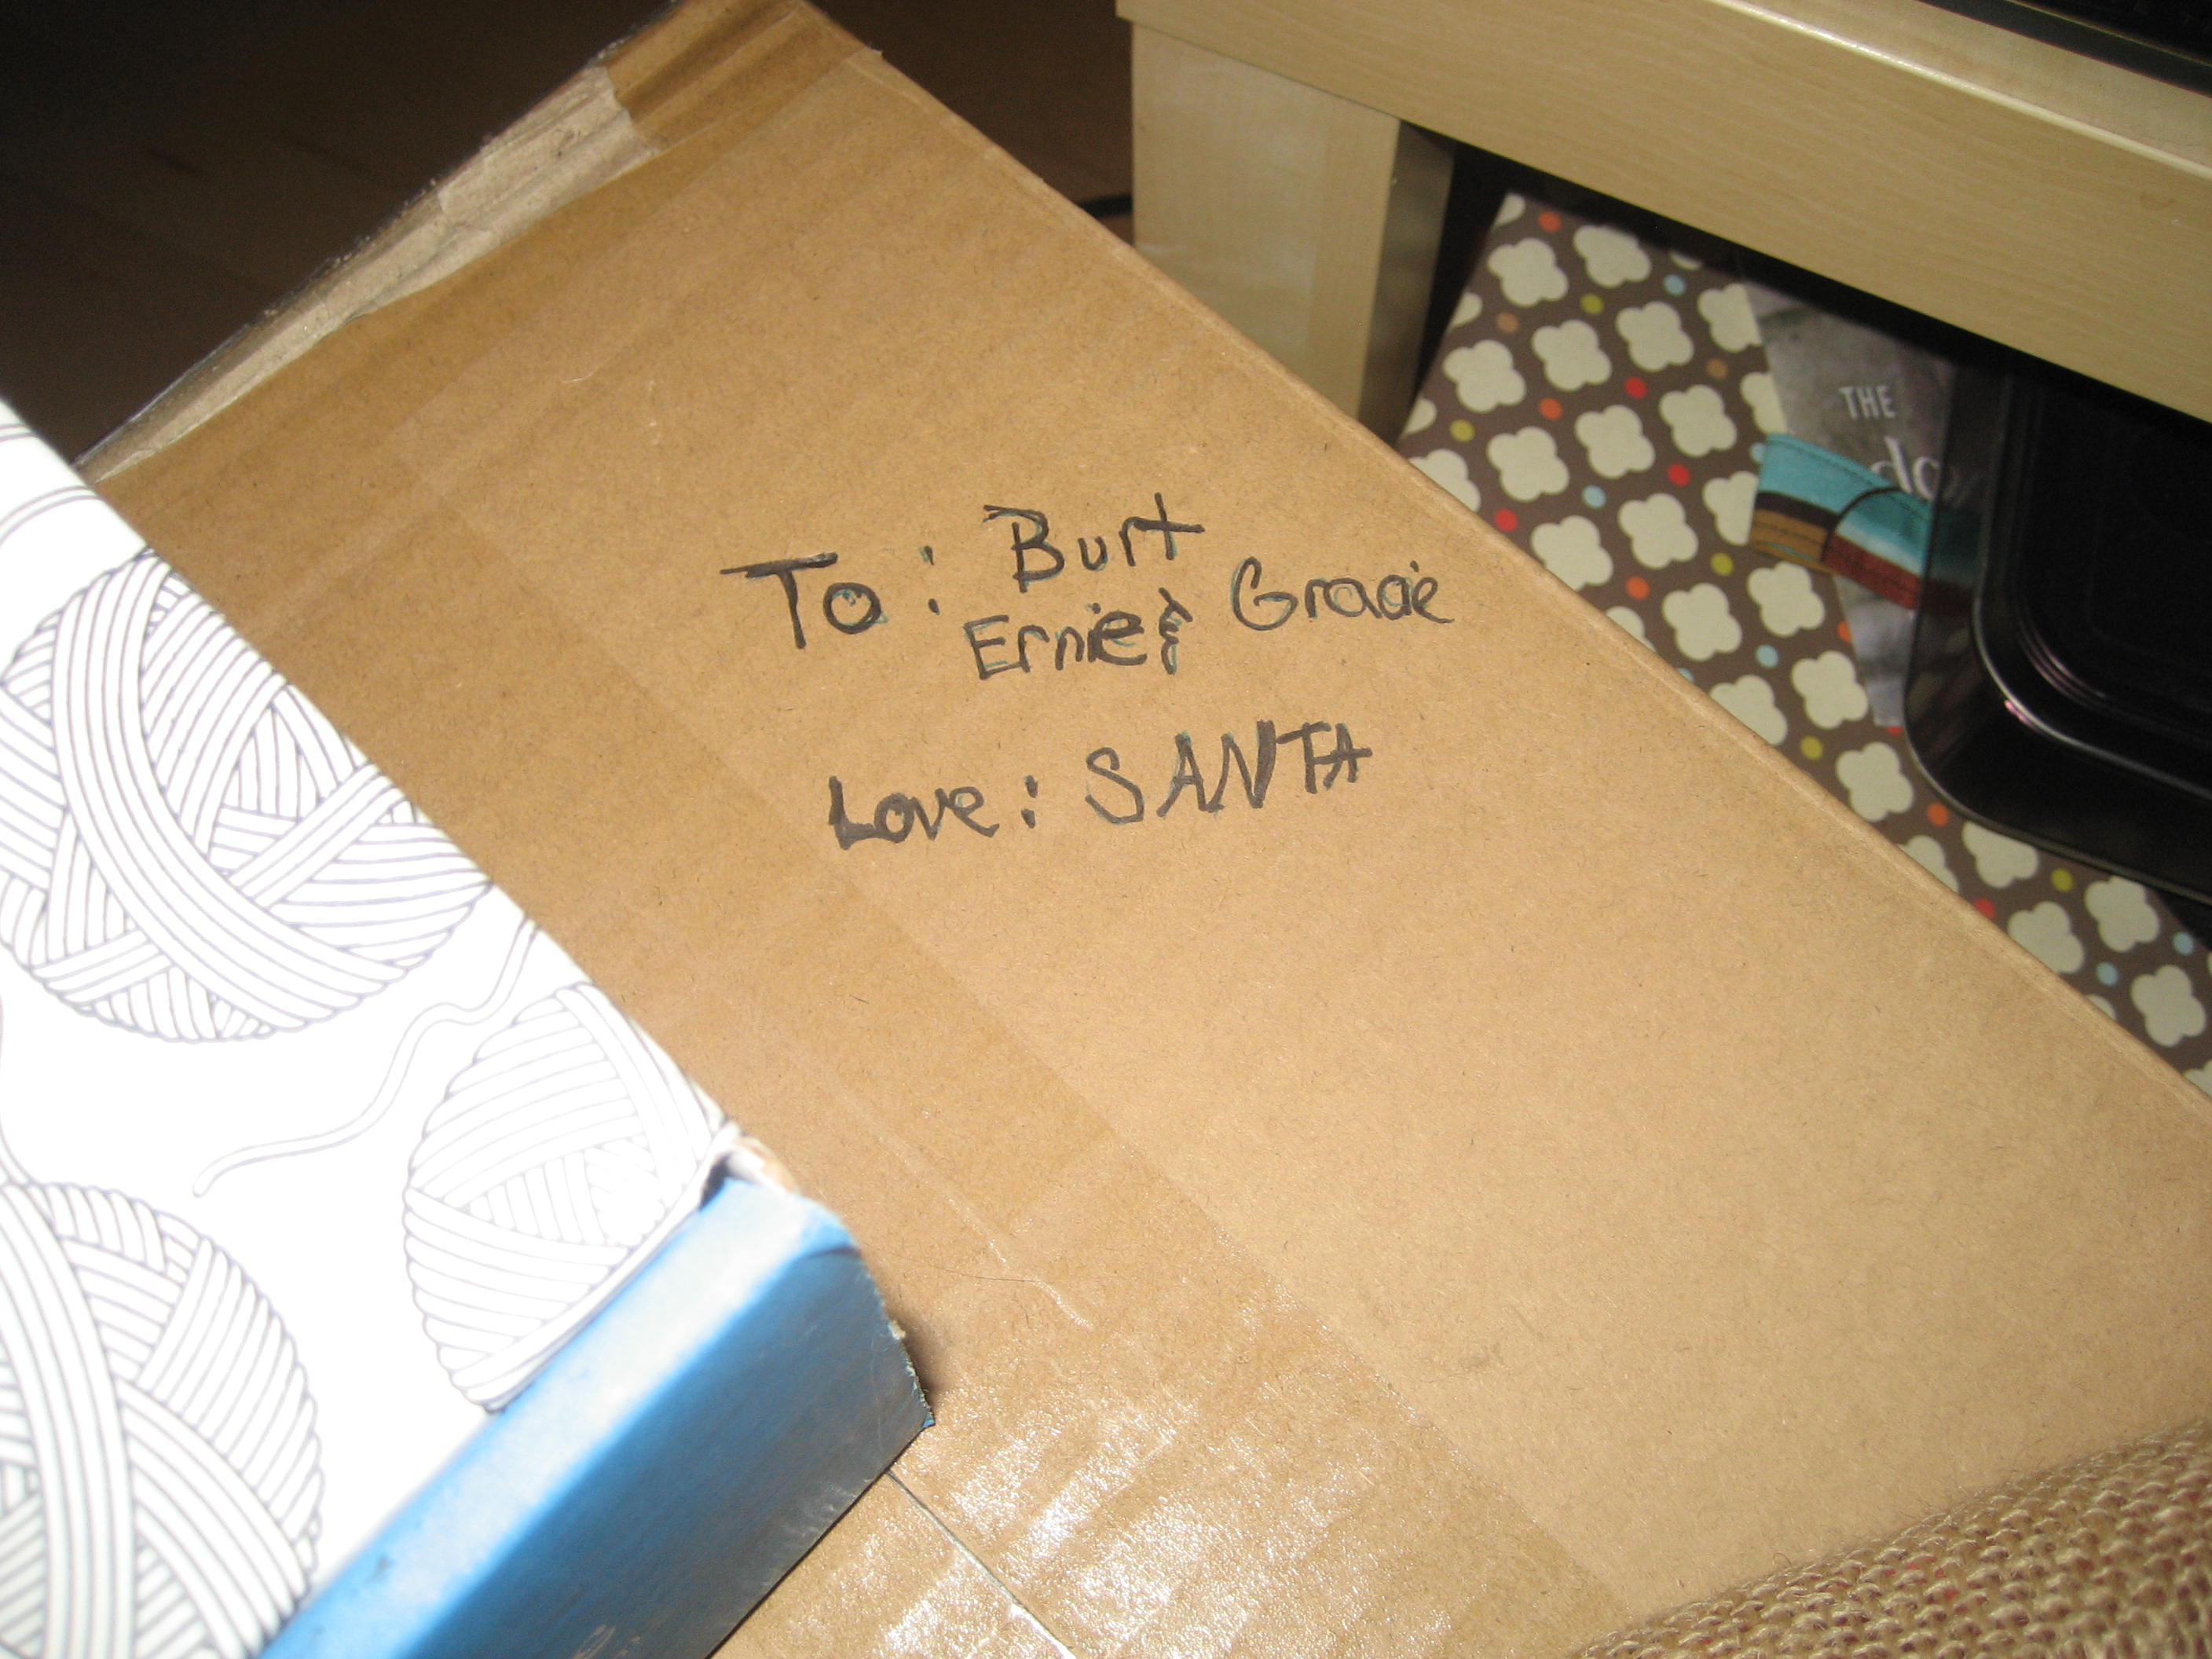 To: Burt
Ernie & Gracie
Love: SANTA
THE